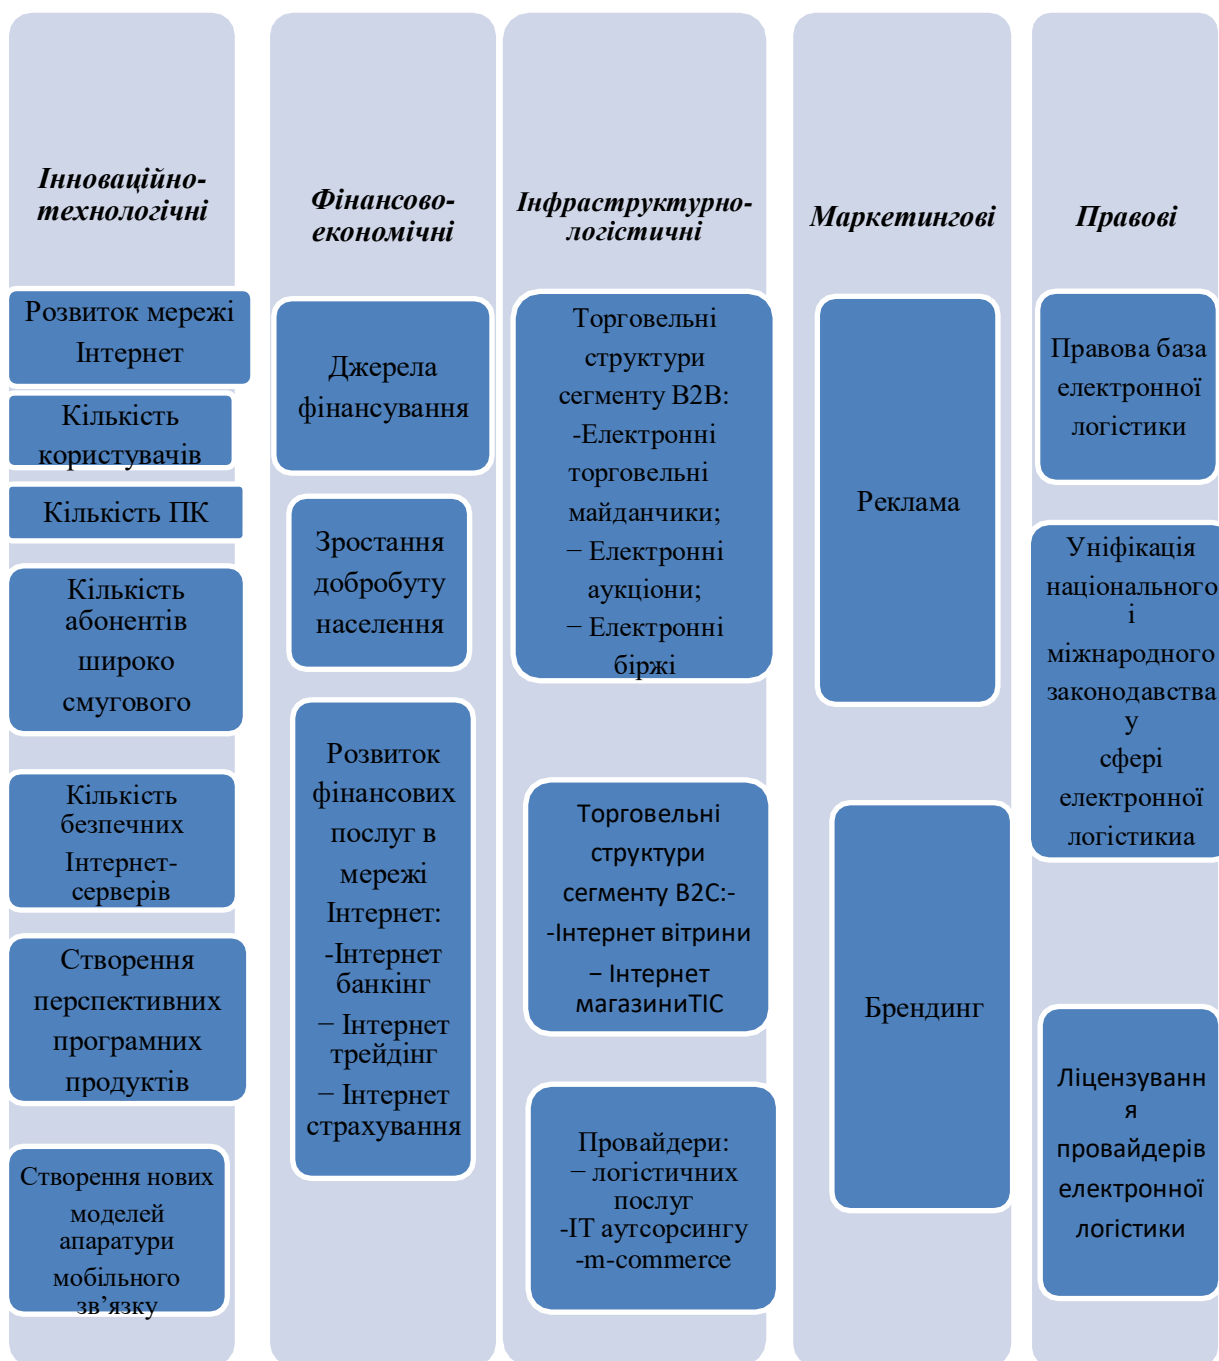 Інноваційно-
технологічні
Розвиток мережі
Інтернет
Кількість
користувачів
Кількість ПК
Кількість
абонентів
широко
смугового
Кількість
безпечних
Інтернет-
серверів
Створення
перспективних
програмних
продуктів
Створення нових
моделей
апаратури
мобільного
зв’язку
Фінансово-
економічні
Джерела
фінансування
Зростання
добробуту
населення
Розвиток
фінансових
послуг в
мережі
Інтернет:
-Інтернет
банкінг
− Інтернет
трейдінг
− Інтернет
страхування
Інфраструктурно-
логістичні
Торговельні
структури
сегменту B2B:
-Електронні
торговельні
майданчики;
− Електронні
аукціони;
− Електронні
біржі
Торговельні
структури
сегменту B2C:-
-Інтернет вітрини
− Інтернет
магазиниТІС
Провайдери:
− логістичних
послуг
-IT аутсорсингу
-m-commerce
Маркетингові
Реклама
Брендинг
Правові
Правова база
електронної
логістики
Уніфікація
національного
і
міжнародного
законодавства
у
сфері
електронної
логістикиа
Ліцензуванн
я
провайдерів
електронної
логістики